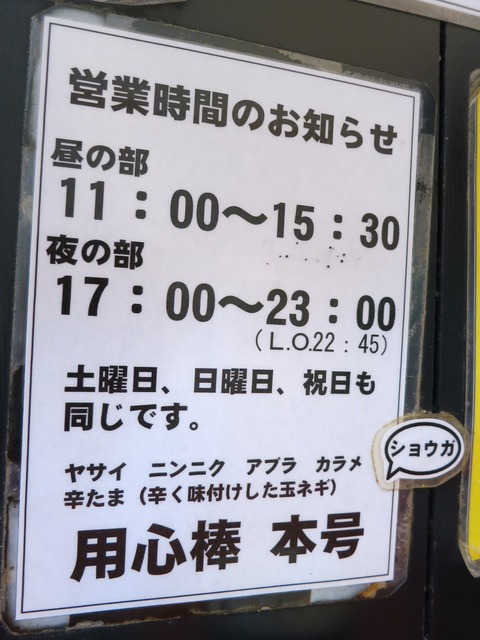 営業時間のお知らせ
昼の部
11：00～15：30
夜の部
17：00～23：00
（L.O.22：45）
土曜日、日曜日、祝日も
同じです。
ヤサイ　ニンニク　アブラ　カラメ
ショウガ
辛たま（辛く味付けした玉ネギ）
用心棒 本号